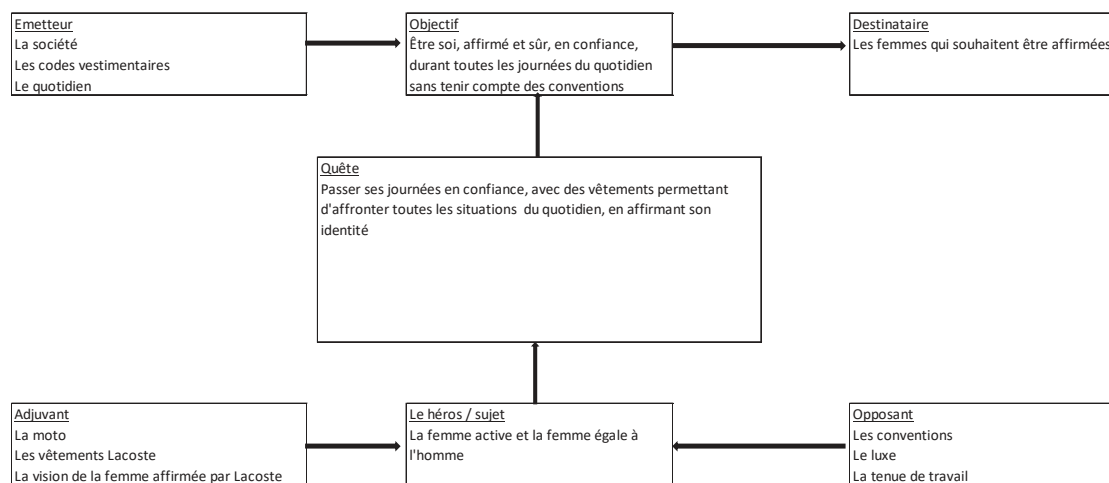 Emetteur
La société
Les codes vestimentaires
Le quotidien
Objectif
Être soi, affirmé et sûr, en confiance,
durant toutes les journées du quotidien
sans tenir compte des conventions
Destinataire
Les femmes qui souhaitent être affirmées
Quête
Passer ses journées en confiance, avec des vêtements permettant
d'affronter toutes les situations du quotidien, en affirmant son
identité
Adjuvant
La moto
Les vêtements Lacoste
La vision de la femme affirmée par Lacoste
Le héros / sujet
La femme active et la femme égale à
l'homme
Opposant
Les conventions
Le luxe
La tenue de travail